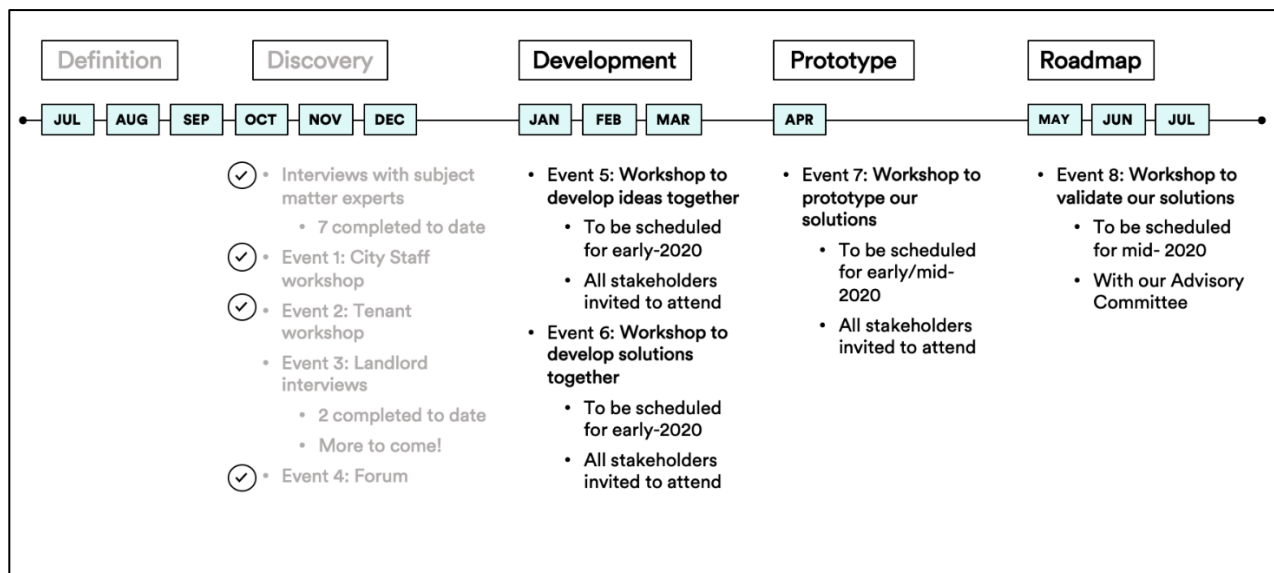 Definition
Discovery
Development
Prototype
Roadmap
JUL
AUG
SEP
OCT
NOV
DEC
JAN
FEB
MAR
APR
MAY
JUN
JUL
• Interviews with subject
matter experts
• 7 completed to date
• Event 1: City Staff
workshop
• Event 2: Tenant
workshop
• Event 3: Landlord
interviews
• 2 completed to date
• More to come!
• Event 4: Forum
• Event 5: Workshop to
develop ideas together
• To be scheduled
for early-2020
• All stakeholders
invited to attend
• Event 6: Workshop to
develop solutions
together
• To be scheduled
for early-2020
• All stakeholders
invited to attend
• Event 7: Workshop to
prototype our
solutions
• To be scheduled
for early/mid-
2020
• All stakeholders
invited to attend
• Event 8: Workshop to
validate our solutions
• To be scheduled
for mid- 2020
• With our Advisory
Committee